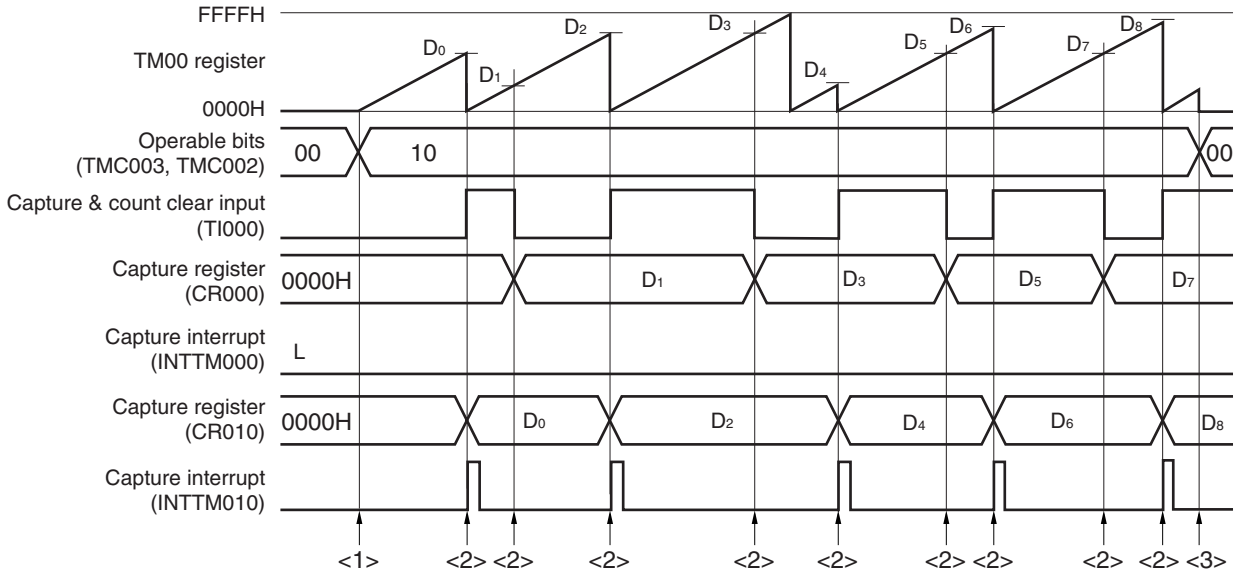 FFFFH
TM00 register
0000H
D0
D1
D2
D3
D4
D5
D6
D7
D8
Operable bits
(TMC003, TMC002)
00
10
00
Capture & count clear input
(TI000)
Capture register
(CR000)
0000H
D1
D3
D5
D7
Capture interrupt
(INTTM000)
L
Capture register
(CR010)
0000H
D0
D2
D4
D6
D8
Capture interrupt
(INTTM010)
<1> <2> <2> <2> <2> <2> <2> <2> <2> <2> <3>